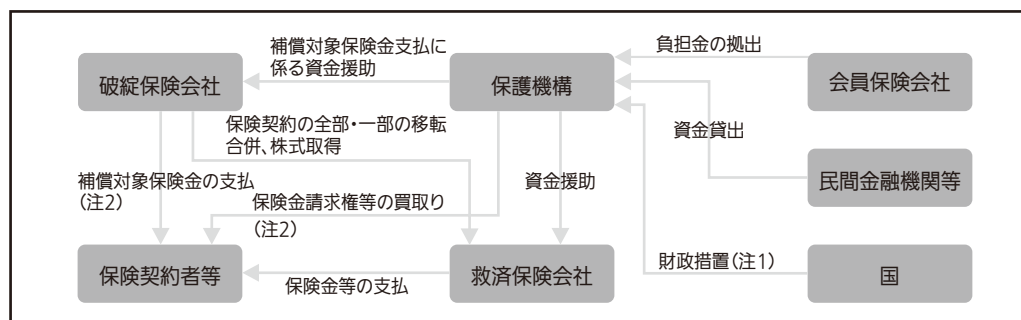 補償対象保険金支払に
係る資金援助
負担金の拠出
破綻保険会社
保護機構
会員保険会社
保険契約の全部・一部の移転
合併、株式取得
資金貸出
補償対象保険金の支払
(注2)
保険金請求権等の買取り
(注2)
資金援助
民間金融機関等
保険契約者等
保険金等の支払
救済保険会社
財政措置(注1)
国